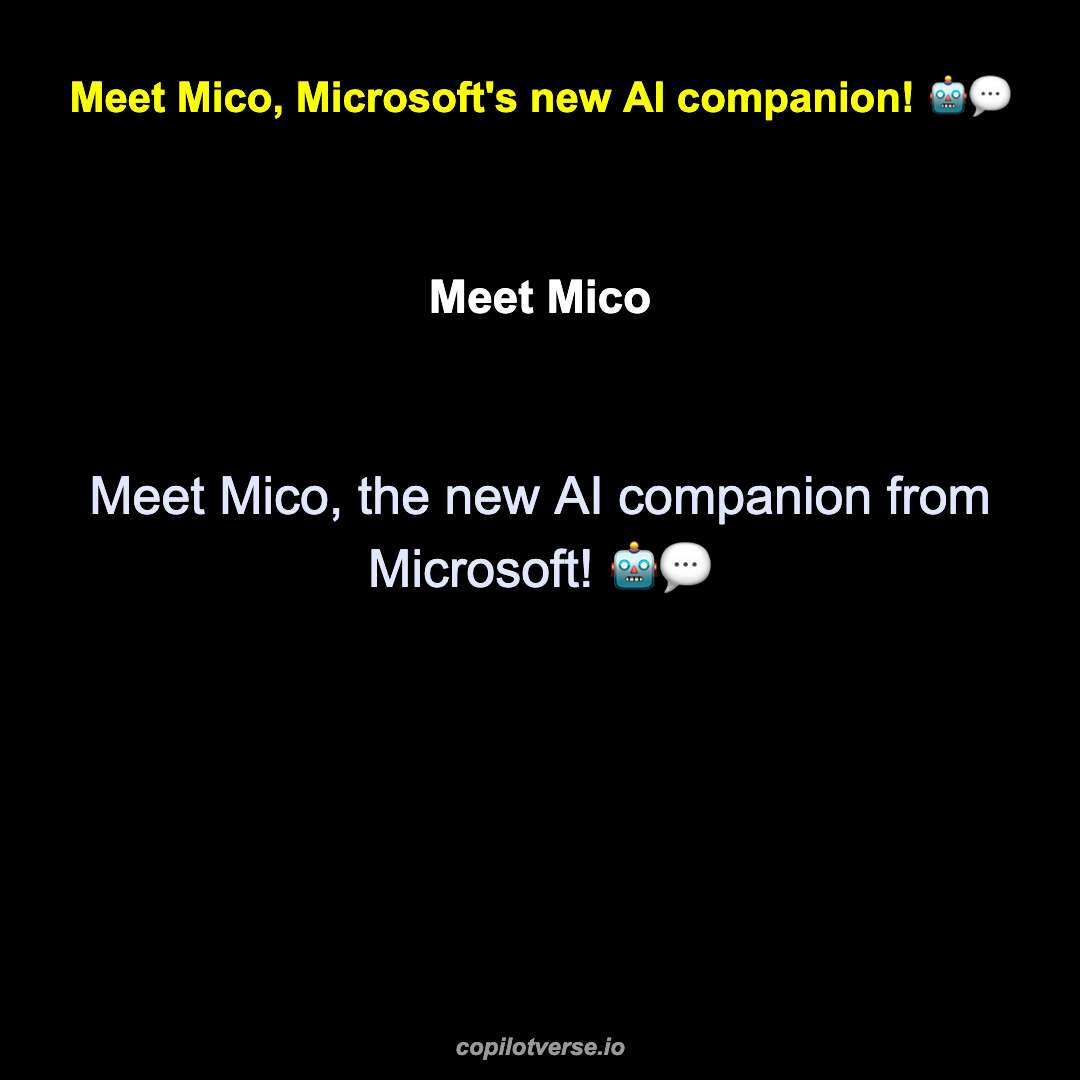 Meet Mico, Microsoft's new AI companion! 🤖💬
Meet Mico
Meet Mico, the new AI companion from
Microsoft! 🤖💬
copilotverse.io